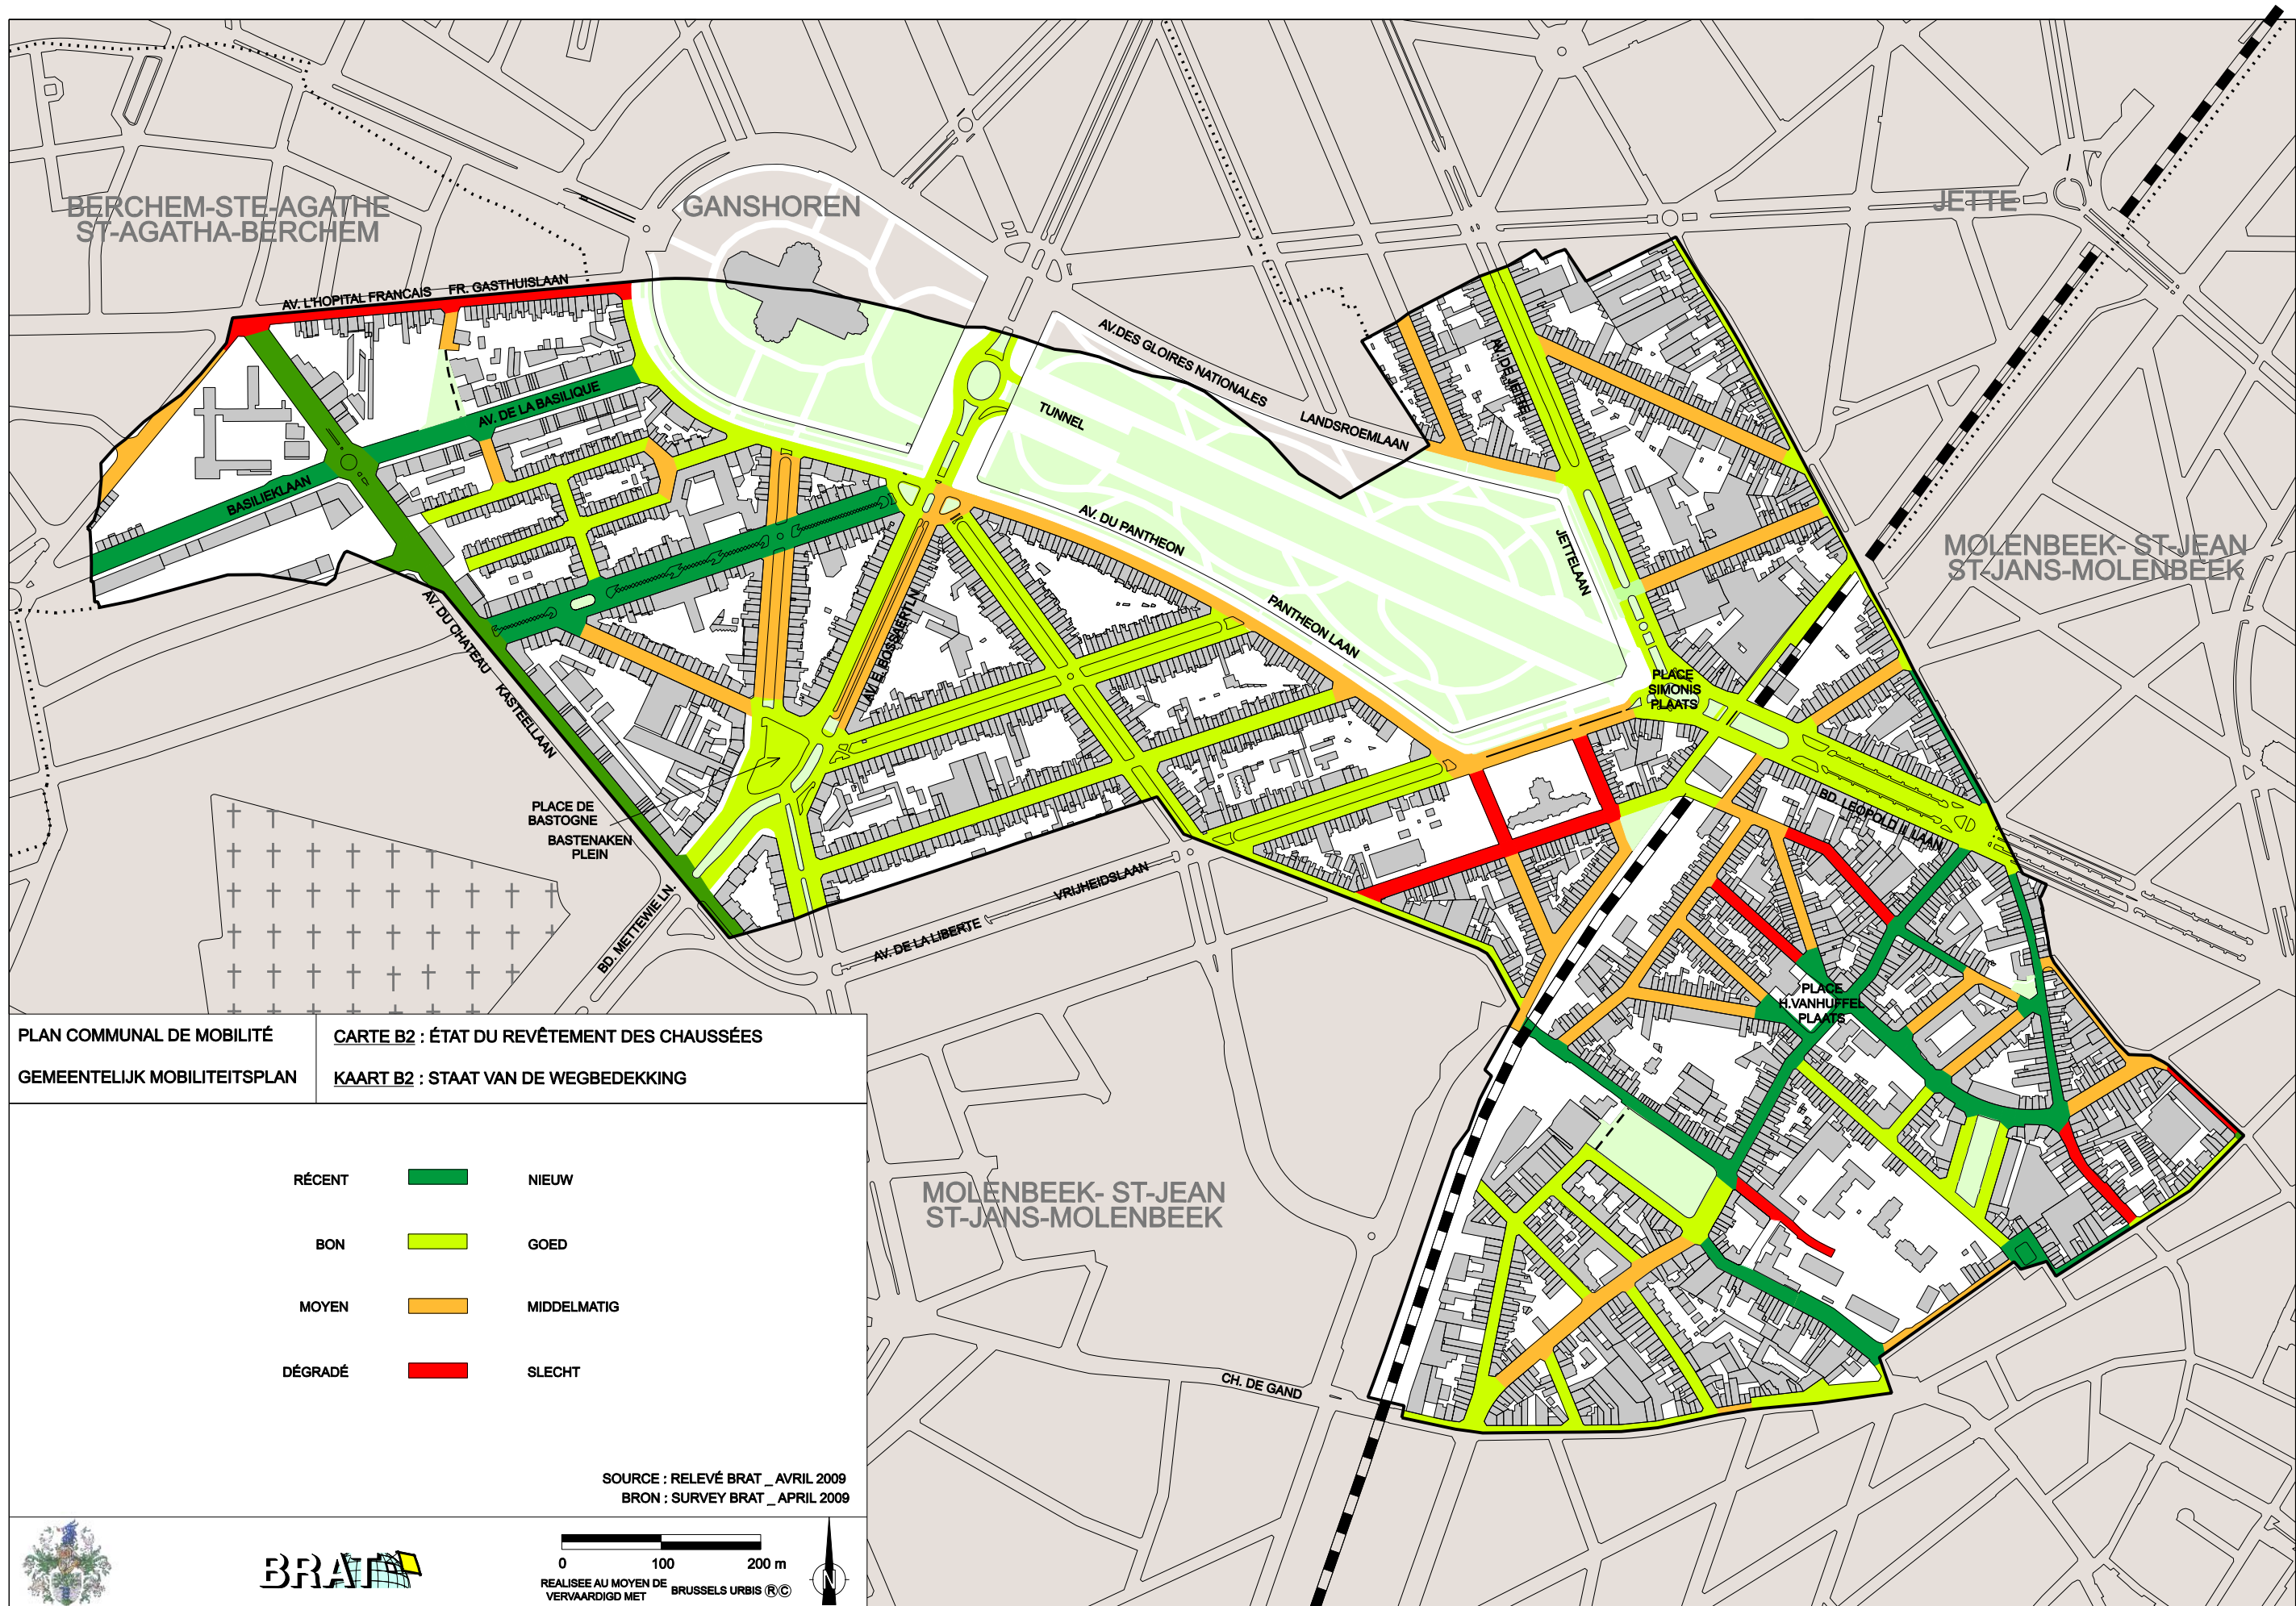 BERCHEM-STE-AGATHE
ST-AGATHA-BERCHEM
GANSHOREN
JETTE
AV. L'HOPITAL FRANCAIS FR. GASTHUISLAAN
AV.DES GLOIRES NATIONALES
LANDSROEMLAAN
AV. DE JETTE
TUNNEL
AV. DE LA BASILIQUE
BASILIEKLAAN
AV. DU PANTHEON
PANTHEON LAAN
JETTELAAN
MOLENBEEK- ST-JEAN
ST-JANS-MOLENBEEK
AV. DU CHATEAU
KASTEELLAAN
AV. E.BOSSAERTLN
PLACE
SIMONIS
PLAATS
PLACE DE
BASTOGNE
BASTENAKEN
PLEIN
BD. LEOPOLD II LAAN
BD. METTEWIE LN.
AV. DE LA LIBERTE
VRIJHEIDSLAAN
PLACE
H.VANHUFFEL
PLAATS
PLAN COMMUNAL DE MOBILITÉ
GEMEENTELIJK MOBILITEITSPLAN
CARTE B2 : ÉTAT DU REVÊTEMENT DES CHAUSSÉES
KAART B2 : STAAT VAN DE WEGBEDEKKING
RÉCENT NIEUW
BON GOED
MOYEN MIDDELMATIG
DÉGRADÉ SLECHT
MOLENBEEK- ST-JEAN
ST-JANS-MOLENBEEK
CH. DE GAND
SOURCE : RELEVÉ BRAT _ AVRIL 2009
BRON : SURVEY BRAT _ APRIL 2009
BRAT
0 100 200 m
REALISEE AU MOYEN DE
VERVAARDIGD MET
BRUSSELS URBIS ®©
N